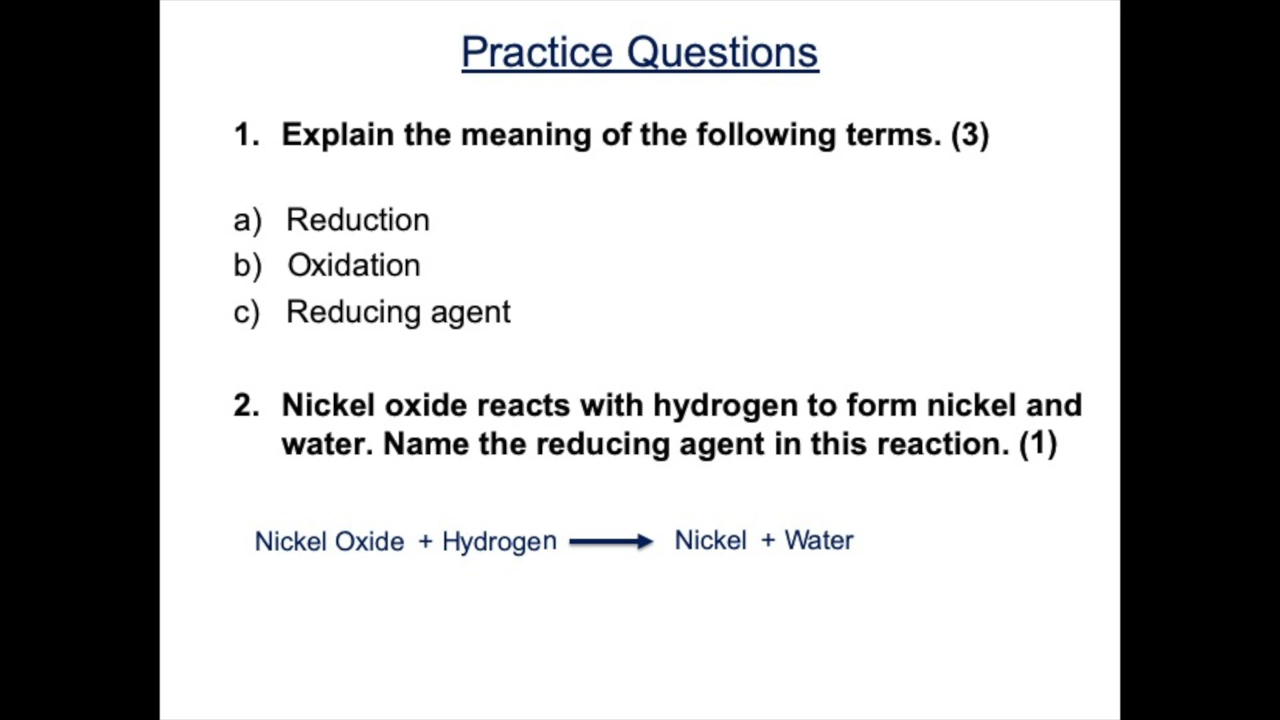 Practice Questions
1. Explain the meaning of the following terms. (3)
a) Reduction
b) Oxidation
c) Reducing agent
2. Nickel oxide reacts with hydrogen to form nickel and
water. Name the reducing agent in this reaction. (1)
Nickel Oxide + Hydrogen ⟶ Nickel + Water